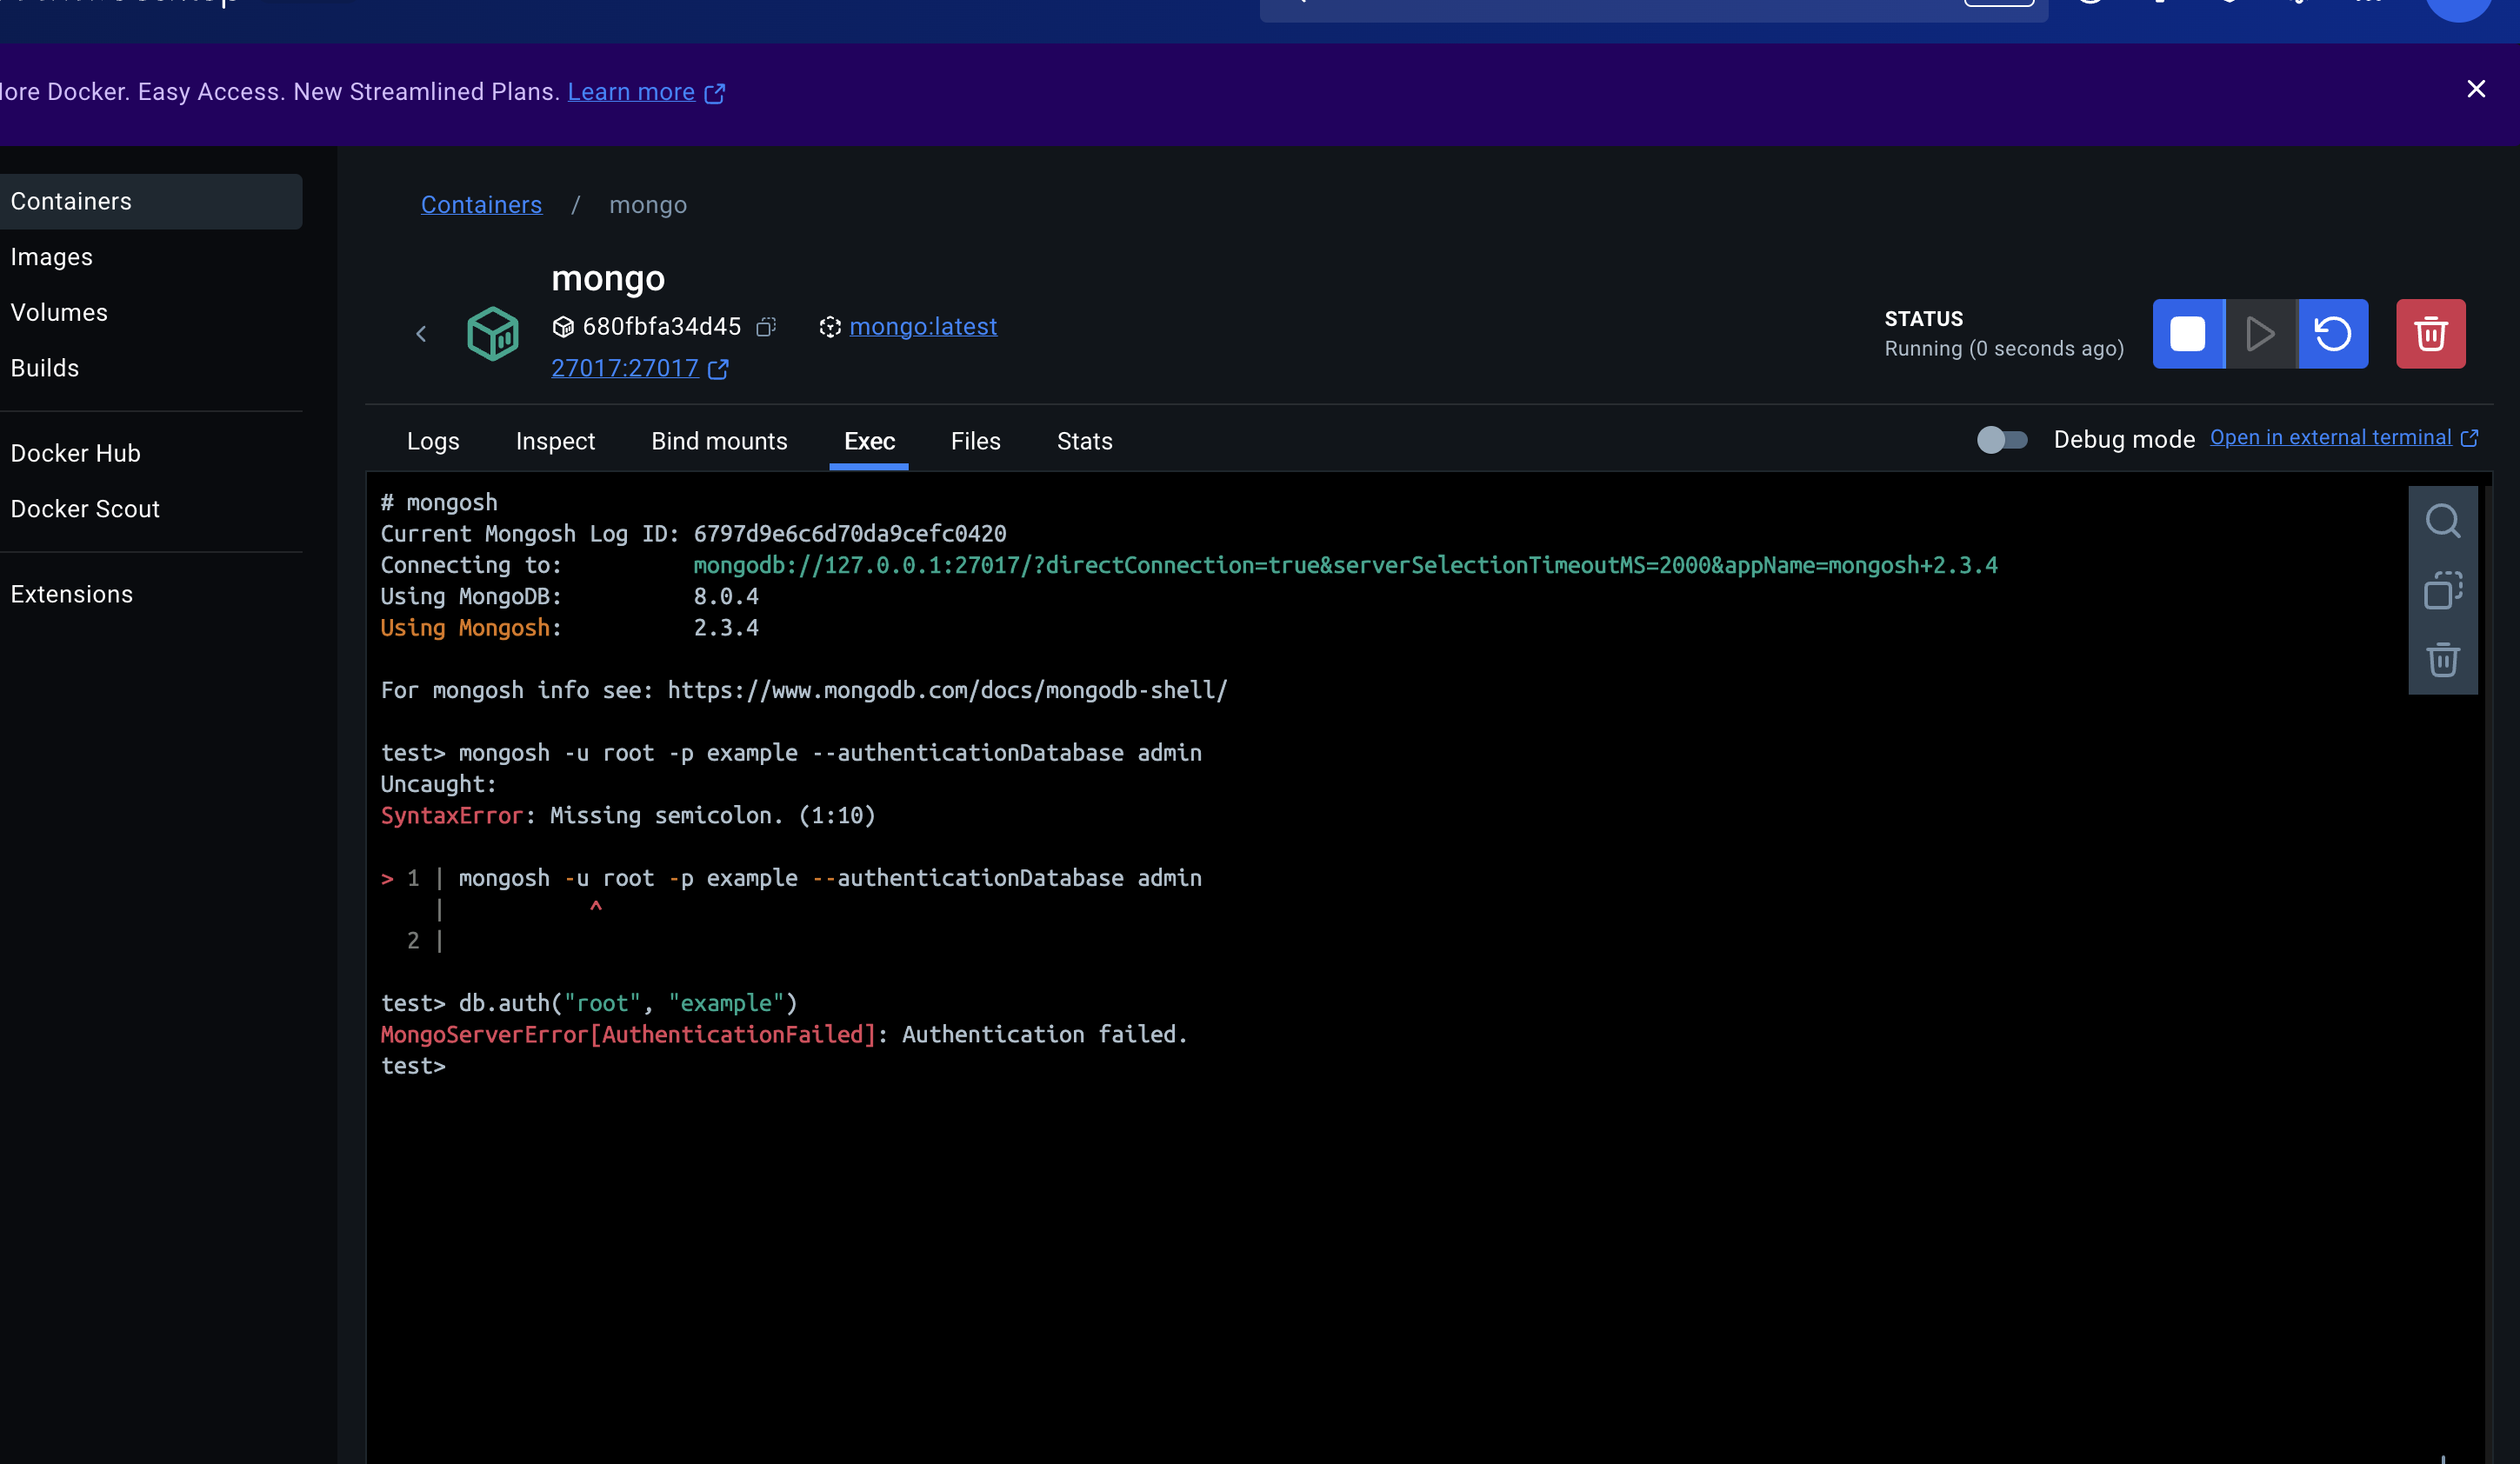 ore Docker. Easy Access. New Streamlined Plans. Learn more
Containers
Images
Volumes
Builds
Docker Hub
Docker Scout
Extensions
Containers / mongo
mongo
680fbfa34d45 mongo:latest
27017:27017
STATUS
Running (0 seconds ago)
Logs Inspect Bind mounts Exec Files Stats
Debug mode Open in external terminal
# mongosh
Current Mongosh Log ID: 6797d9e6c6d70da9cefc0420
Connecting to: mongodb://127.0.0.1:27017/?directConnection=true&serverSelectionTimeoutMS=2000&appName=mongosh+2.3.4
Using MongoDB: 8.0.4
Using Mongosh: 2.3.4
For mongosh info see: https://www.mongodb.com/docs/mongodb-shell/
test> mongosh -u root -p example --authenticationDatabase admin
Uncaught:
SyntaxError: Missing semicolon. (1:10)
> 1 | mongosh -u root -p example --authenticationDatabase admin
| ^
2 |
test> db.auth("root", "example")
MongoServerError[AuthenticationFailed]: Authentication failed.
test>